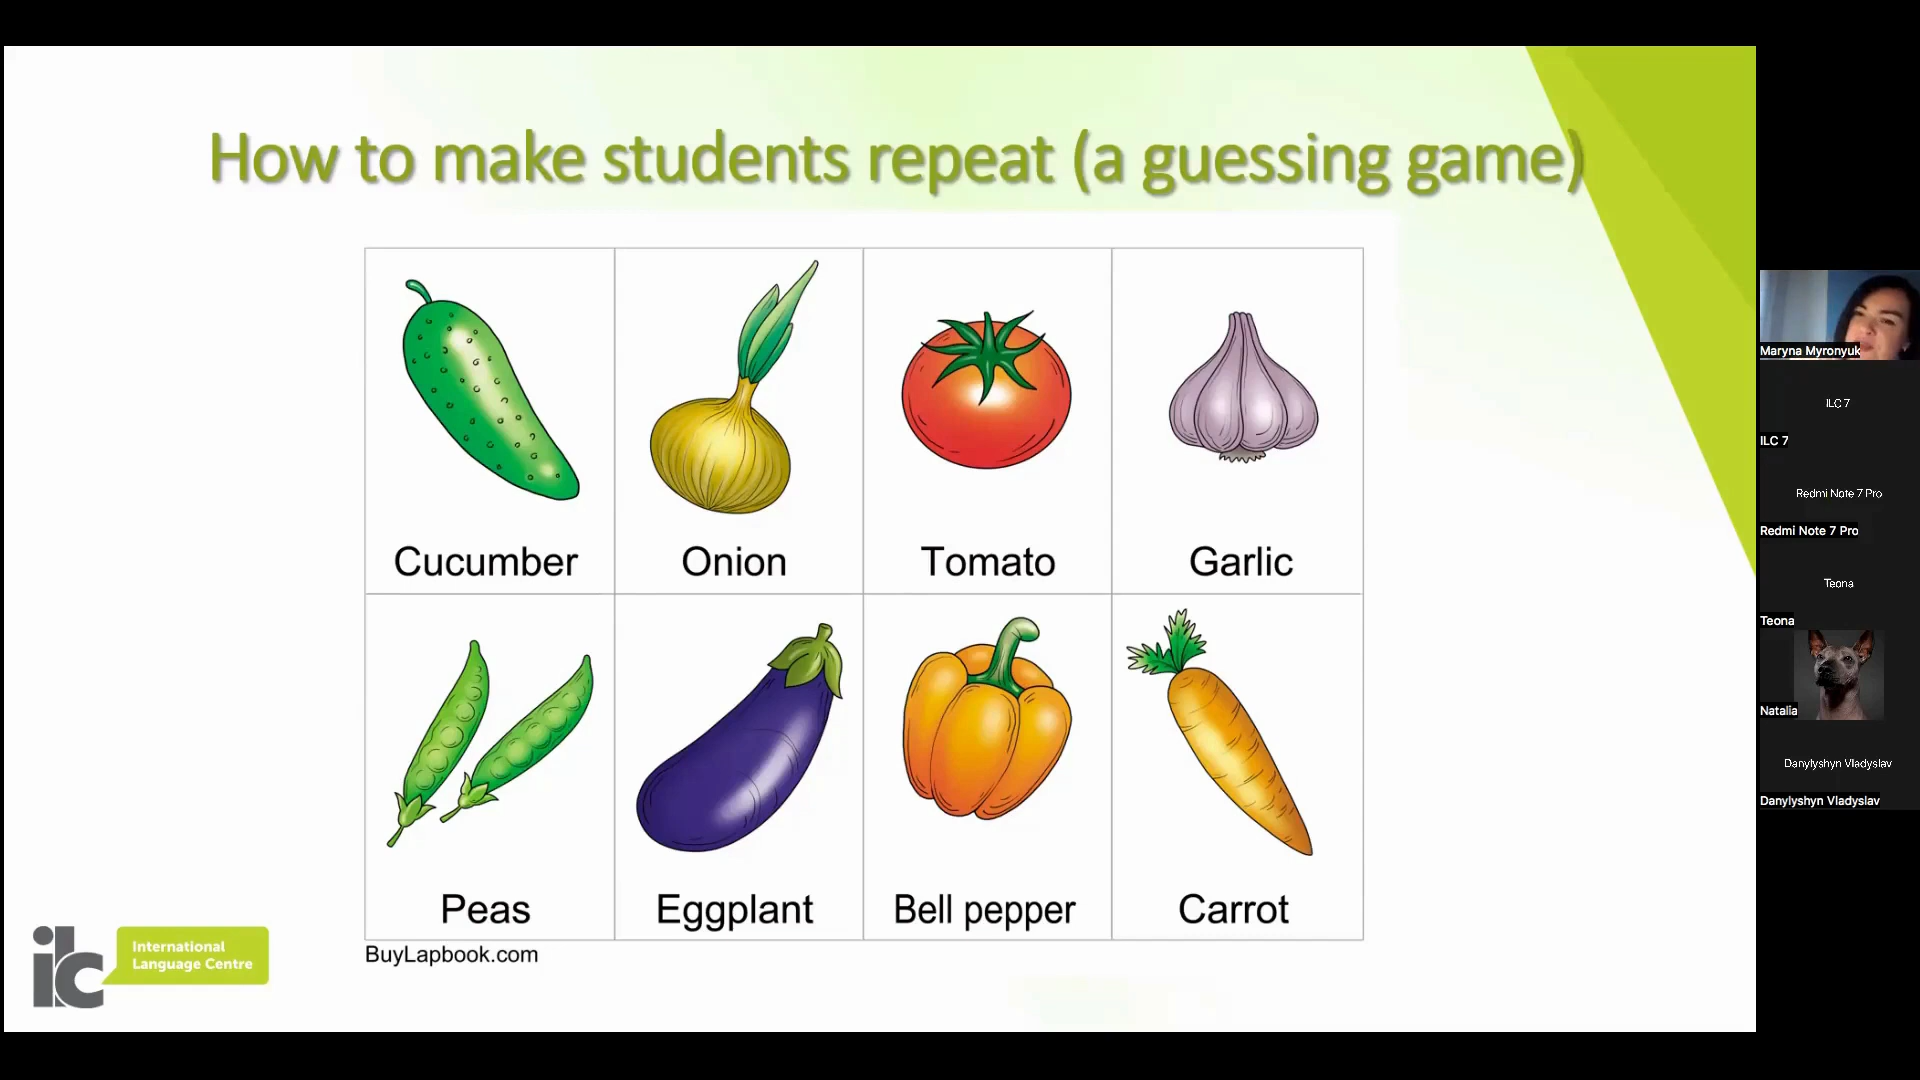 How to make students repeat (a guessing game)
Cucumber
Onion
Tomato
Garlic
Peas
Eggplant
Bell pepper
Carrot
BuyLapbook.com
ilc
International
Language Centre
Maryna Myronyuk
ILC 7
ILC 7
Redmi Note 7 Pro
Redmi Note 7 Pro
Teona
Teona
Natalia
Danylyshyn Vladyslav
Danylyshyn Vladyslav